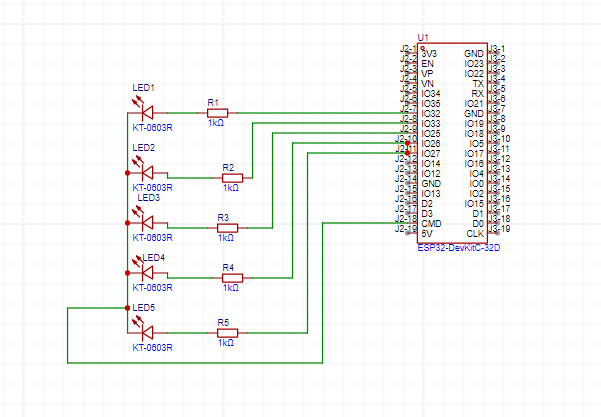 U1
J2-1 3V3 GND J3-1
J2-2 EN IO23 J3-2
J2-3 VP IO22 J3-3
J2-4 VN TX J3-4
J2-5 IO34 RX J3-5
J2-6 IO35 IO21 J3-6
J2-7 IO32 GND J3-7
J2-8 IO33 IO19 J3-8
J2-9 IO25 IO18 J3-9
J2-10 IO26 IO5 J3-10
J2-11 IO27 IO17 J3-11
J2-12 IO14 IO16 J3-12
J2-13 IO12 IO4 J3-13
J2-14 GND IO0 J3-14
J2-15 IO13 IO2 J3-15
J2-16 D2 IO15 J3-16
J2-17 D3 D1 J3-17
J2-18 CMD D0 J3-18
J2-19 5V CLK J3-19
ESP32-DevKitC-32D
LED1
R1
KT-0603R
1kΩ
LED2
R2
KT-0603R
1kΩ
LED3
R3
KT-0603R
1kΩ
LED4
R4
KT-0603R
1kΩ
LED5
R5
KT-0603R
1kΩ